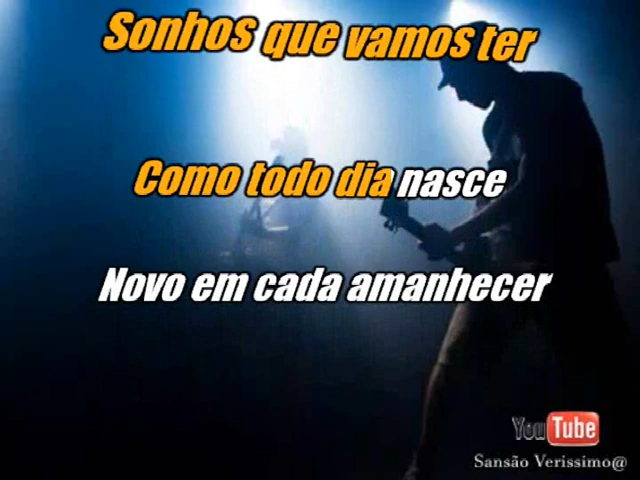 Sonhos que vamos ter
Como todo dia nasce
Novo em cada amanhecer
YouTube
Sansão Verissimo@